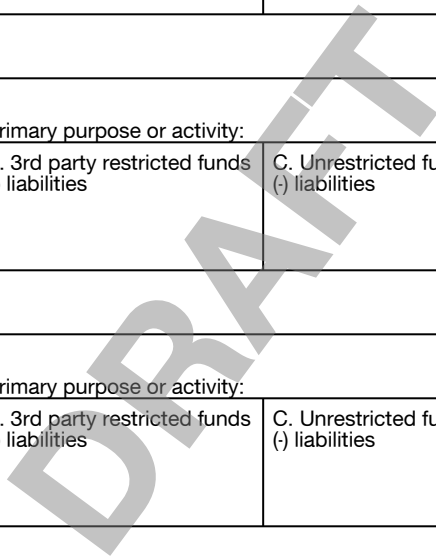 rimary purpose or activity:
. 3rd party restricted funds
liabilities
C. Unrestricted fu
(-) liabilities
rimary purpose or activity:
. 3rd party restricted funds
liabilities
C. Unrestricted fu
(-) liabilities
DRAFT